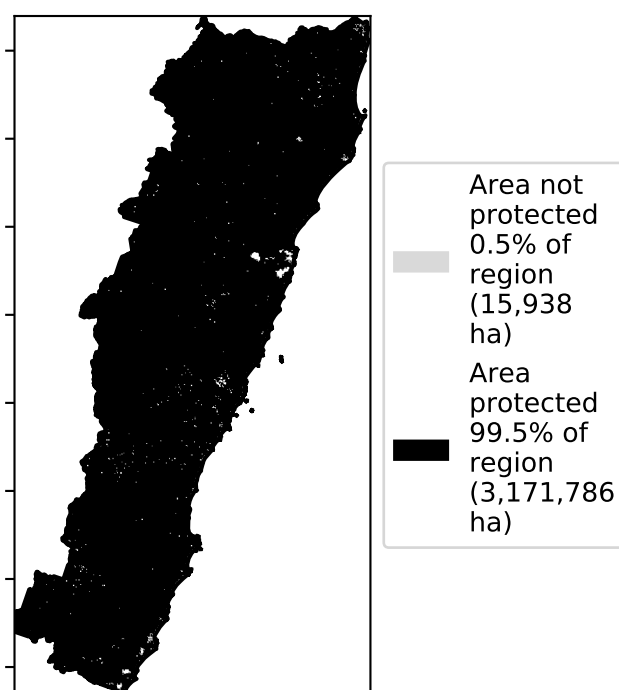 Area not
protected
0.5% of
region
(15,938
ha)
Area
protected
99.5% of
region
(3,171,786
ha)